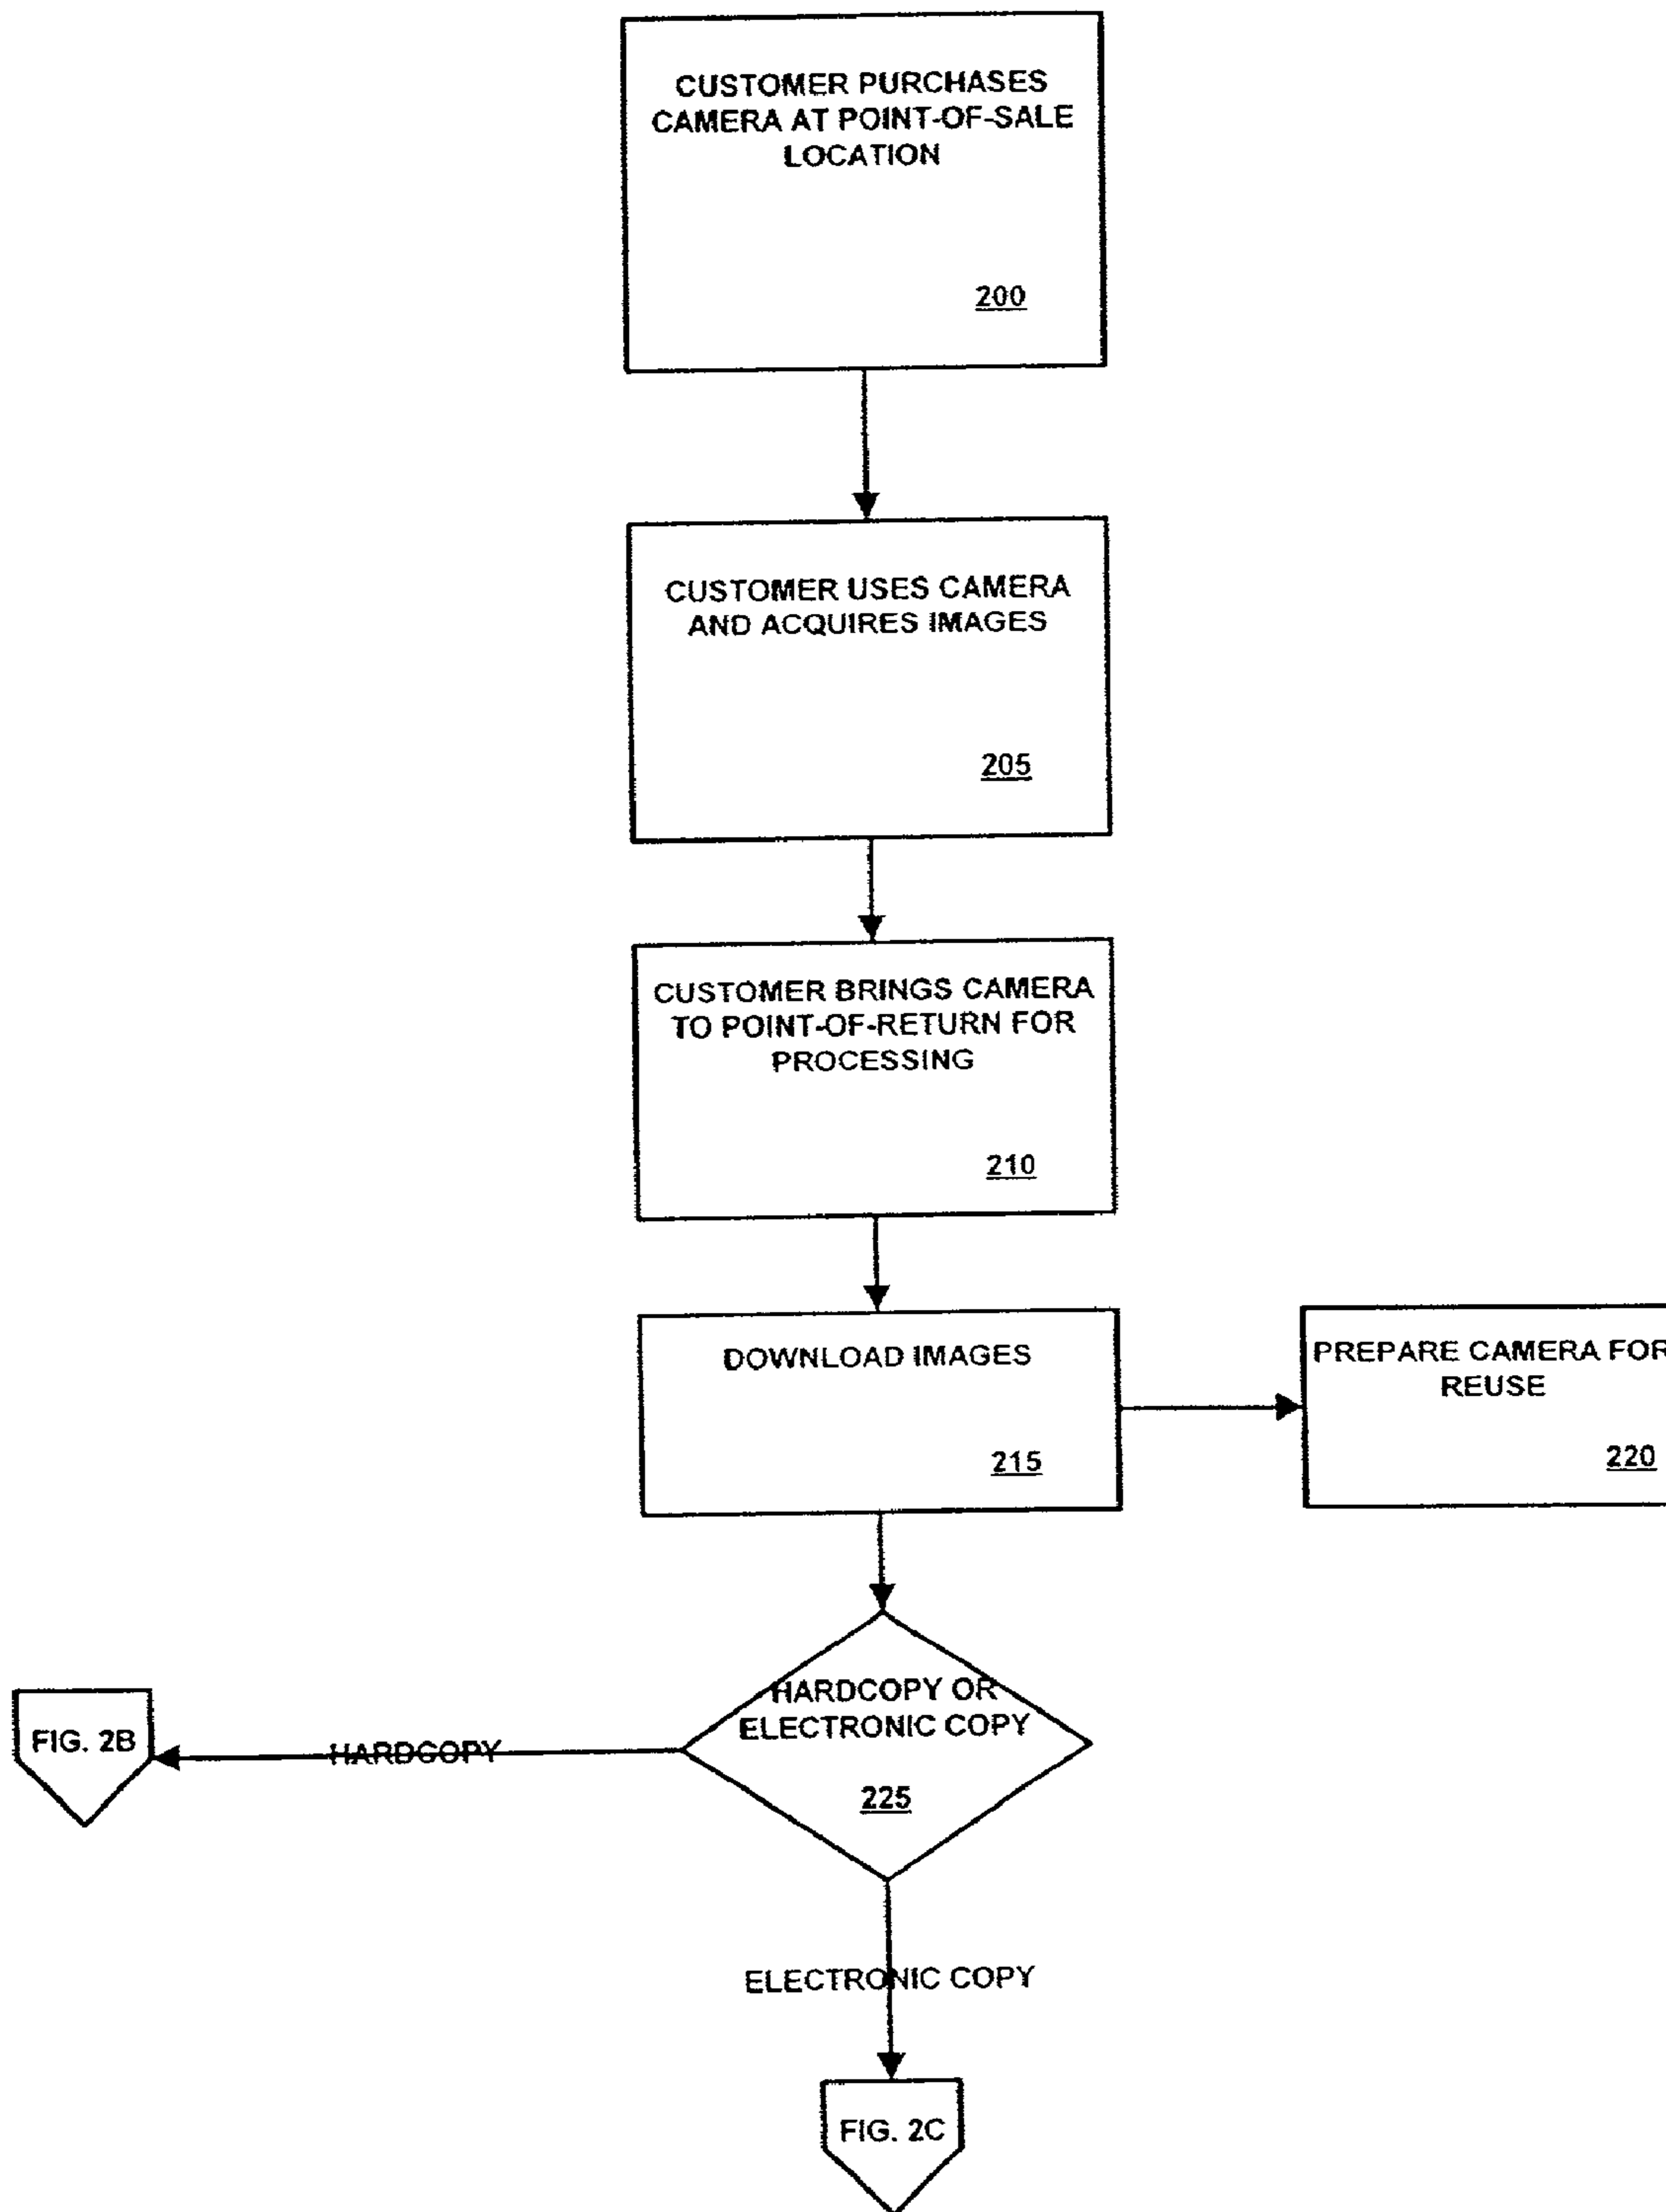 CUSTOMER PURCHASES
CAMERA AT POINT-OF-SALE
LOCATION
200
CUSTOMER USES CAMERA
AND ACQUIRES IMAGES
205
CUSTOMER BRINGS CAMERA
TO POINT-OF-RETURN FOR
PROCESSING
210
DOWNLOAD IMAGES
215
PREPARE CAMERA FOR
REUSE
220
HARDCOPY OR
ELECTRONIC COPY
225
HARDCOPY
FIG. 2B
ELECTRONIC COPY
FIG. 2C